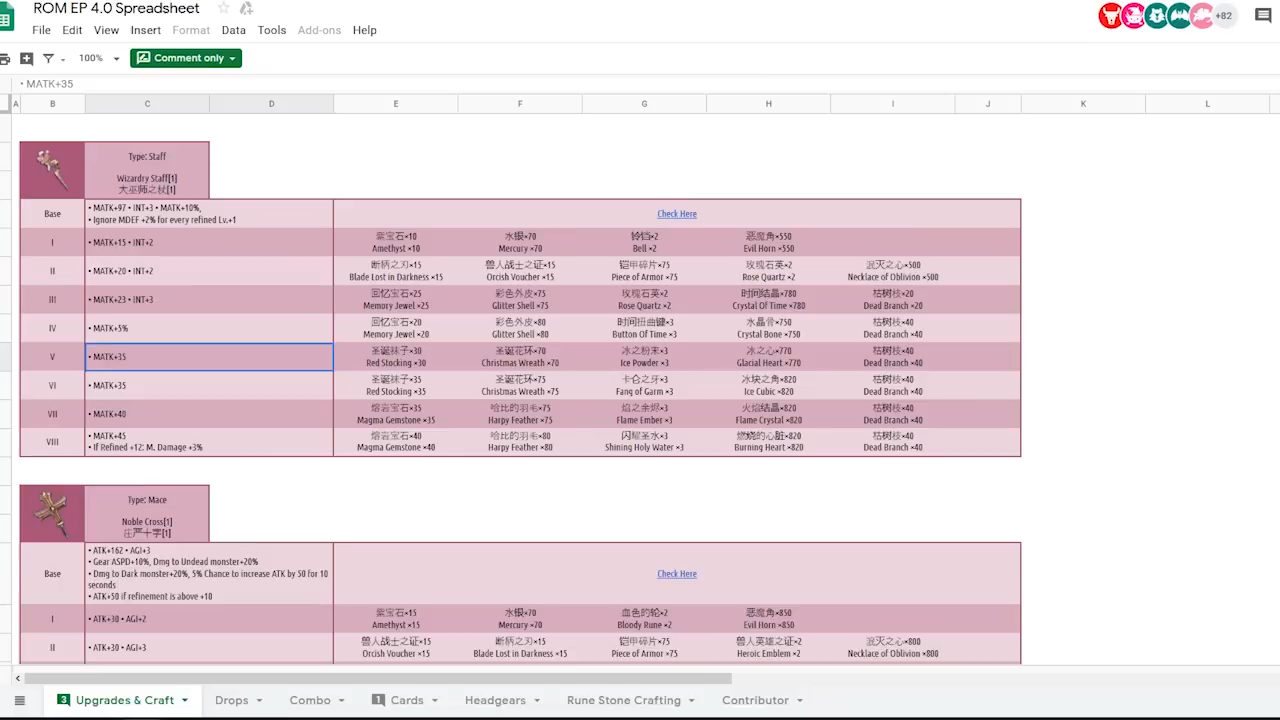 ROM EP 4.0 Spreadsheet
+82
File Edit View Insert Format Data Tools Add-ons Help
100% Comment only
• MATK+35
A B C D E F G H I J K L
Type: Staff
Wizardry Staff[1]
大巫师之杖[1]
Base
• MATK+97 • INT+3 • MATK+10%,
• Ignore MDEF +2% for every refined Lv.+1
Check Here
I • MATK+15 • INT+2
紫宝石×10 水银×70 铃铛×2 恶魔角×550
Amethyst ×10 Mercury ×70 Bell ×2 Evil Horn ×550
II • MATK+20 • INT+2
断柄之刃×15 兽人战士之证×15 铠甲碎片×75 玫瑰石英×2 泯灭之心×500
Blade Lost in Darkness ×15 Orcish Voucher ×15 Piece of Armor ×75 Rose Quartz ×2 Necklace of Oblivion ×500
III • MATK+23 • INT+3
回忆宝石×25 彩色外皮×75 玫瑰石英×2 时间结晶×780 枯树枝×20
Memory Jewel ×25 Glitter Shell ×75 Rose Quartz ×2 Crystal Of Time ×780 Dead Branch ×20
IV • MATK+5%
回忆宝石×20 彩色外皮×80 时间扭曲键×3 水晶骨×750 枯树枝×40
Memory Jewel ×20 Glitter Shell ×80 Button Of Time ×3 Crystal Bone ×750 Dead Branch ×40
V • MATK+35
圣诞袜子×30 圣诞花环×70 冰之粉末×3 冰之心×770 枯树枝×40
Red Stocking ×30 Christmas Wreath ×70 Ice Powder ×3 Glacial Heart ×770 Dead Branch ×40
VI • MATK+35
圣诞袜子×35 圣诞花环×75 卡仑之牙×3 冰块之角×820 枯树枝×40
Red Stocking ×35 Christmas Wreath ×75 Fang of Garm ×3 Ice Cubic ×820 Dead Branch ×40
VII • MATK+40
熔岩宝石×35 哈比的羽毛×75 焰之余烬×3 火焰结晶×820 枯树枝×40
Magma Gemstone ×35 Harpy Feather ×75 Flame Ember ×3 Flame Crystal ×820 Dead Branch ×40
VIII • MATK+45
• If Refined +12: M. Damage +3%
熔岩宝石×40 哈比的羽毛×80 闪耀圣水×3 燃烧的心脏×820 枯树枝×40
Magma Gemstone ×40 Harpy Feather ×80 Shining Holy Water ×3 Burning Heart ×820 Dead Branch ×40
Type: Mace
Noble Cross[1]
庄严十字[1]
Base
• ATK+162 • AGI+3
• Gear ASPD+10%, Dmg to Undead monster+20%
• Dmg to Dark monster+20%, 5% Chance to increase ATK by 50 for 10
seconds
• ATK+50 if refinement is above +10
Check Here
I • ATK+30 • AGI+2
紫宝石×15 水银×70 血色的轮×2 恶魔角×850
Amethyst ×15 Mercury ×70 Bloody Rune ×2 Evil Horn ×850
II • ATK+30 • AGI+3
兽人战士之证×15 断柄之刃×15 铠甲碎片×75 兽人英雄之证×2 泯灭之心×800
Orcish Voucher ×15 Blade Lost in Darkness ×15 Piece of Armor ×75 Heroic Emblem ×2 Necklace of Oblivion ×800
3 Upgrades & Craft Drops Combo 1 Cards Headgears Rune Stone Crafting Contributor